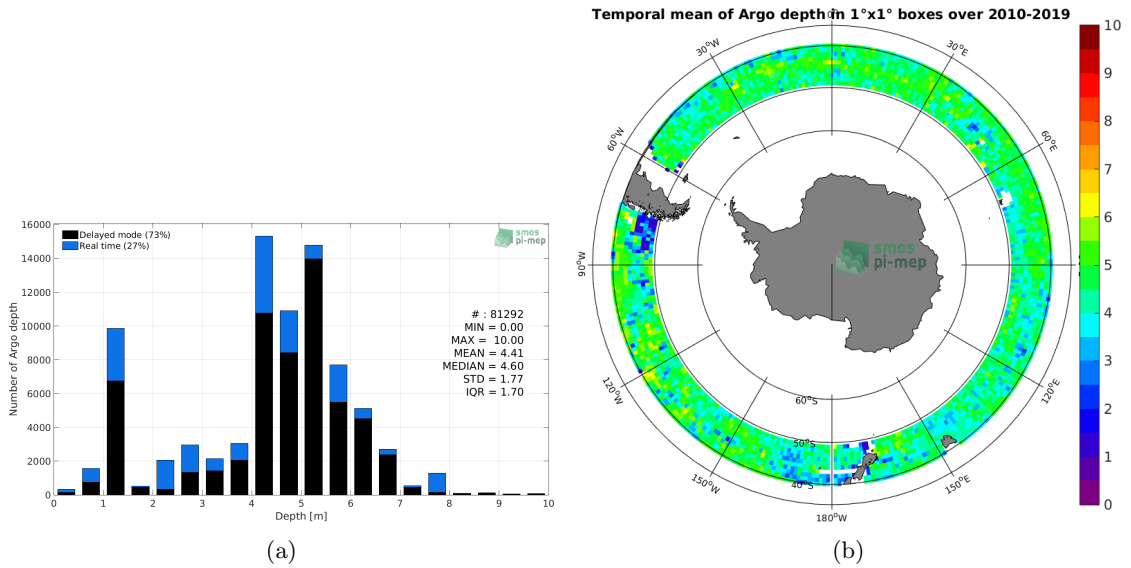 16000
14000
12000
10000
8000
6000
4000
2000
0
Number of Argo depth
Delayed mode (73%)
Real time (27%)
smos
pi-mep
# : 81292
MIN = 0.00
MAX = 10.00
MEAN = 4.41
MEDIAN = 4.60
STD = 1.77
IQR = 1.70
0 1 2 3 4 5 6 7 8 9 10
Depth [m]
(a)
Temporal mean of Argo depth in 1°x1° boxes over 2010-2019
0°
30°W
30°E
60°W
60°E
90°W
120°W
120°E
150°W
150°E
180°W
60°S
50°S
40°S
smos
pi-mep
10
9
8
7
6
5
4
3
2
1
0
(b)